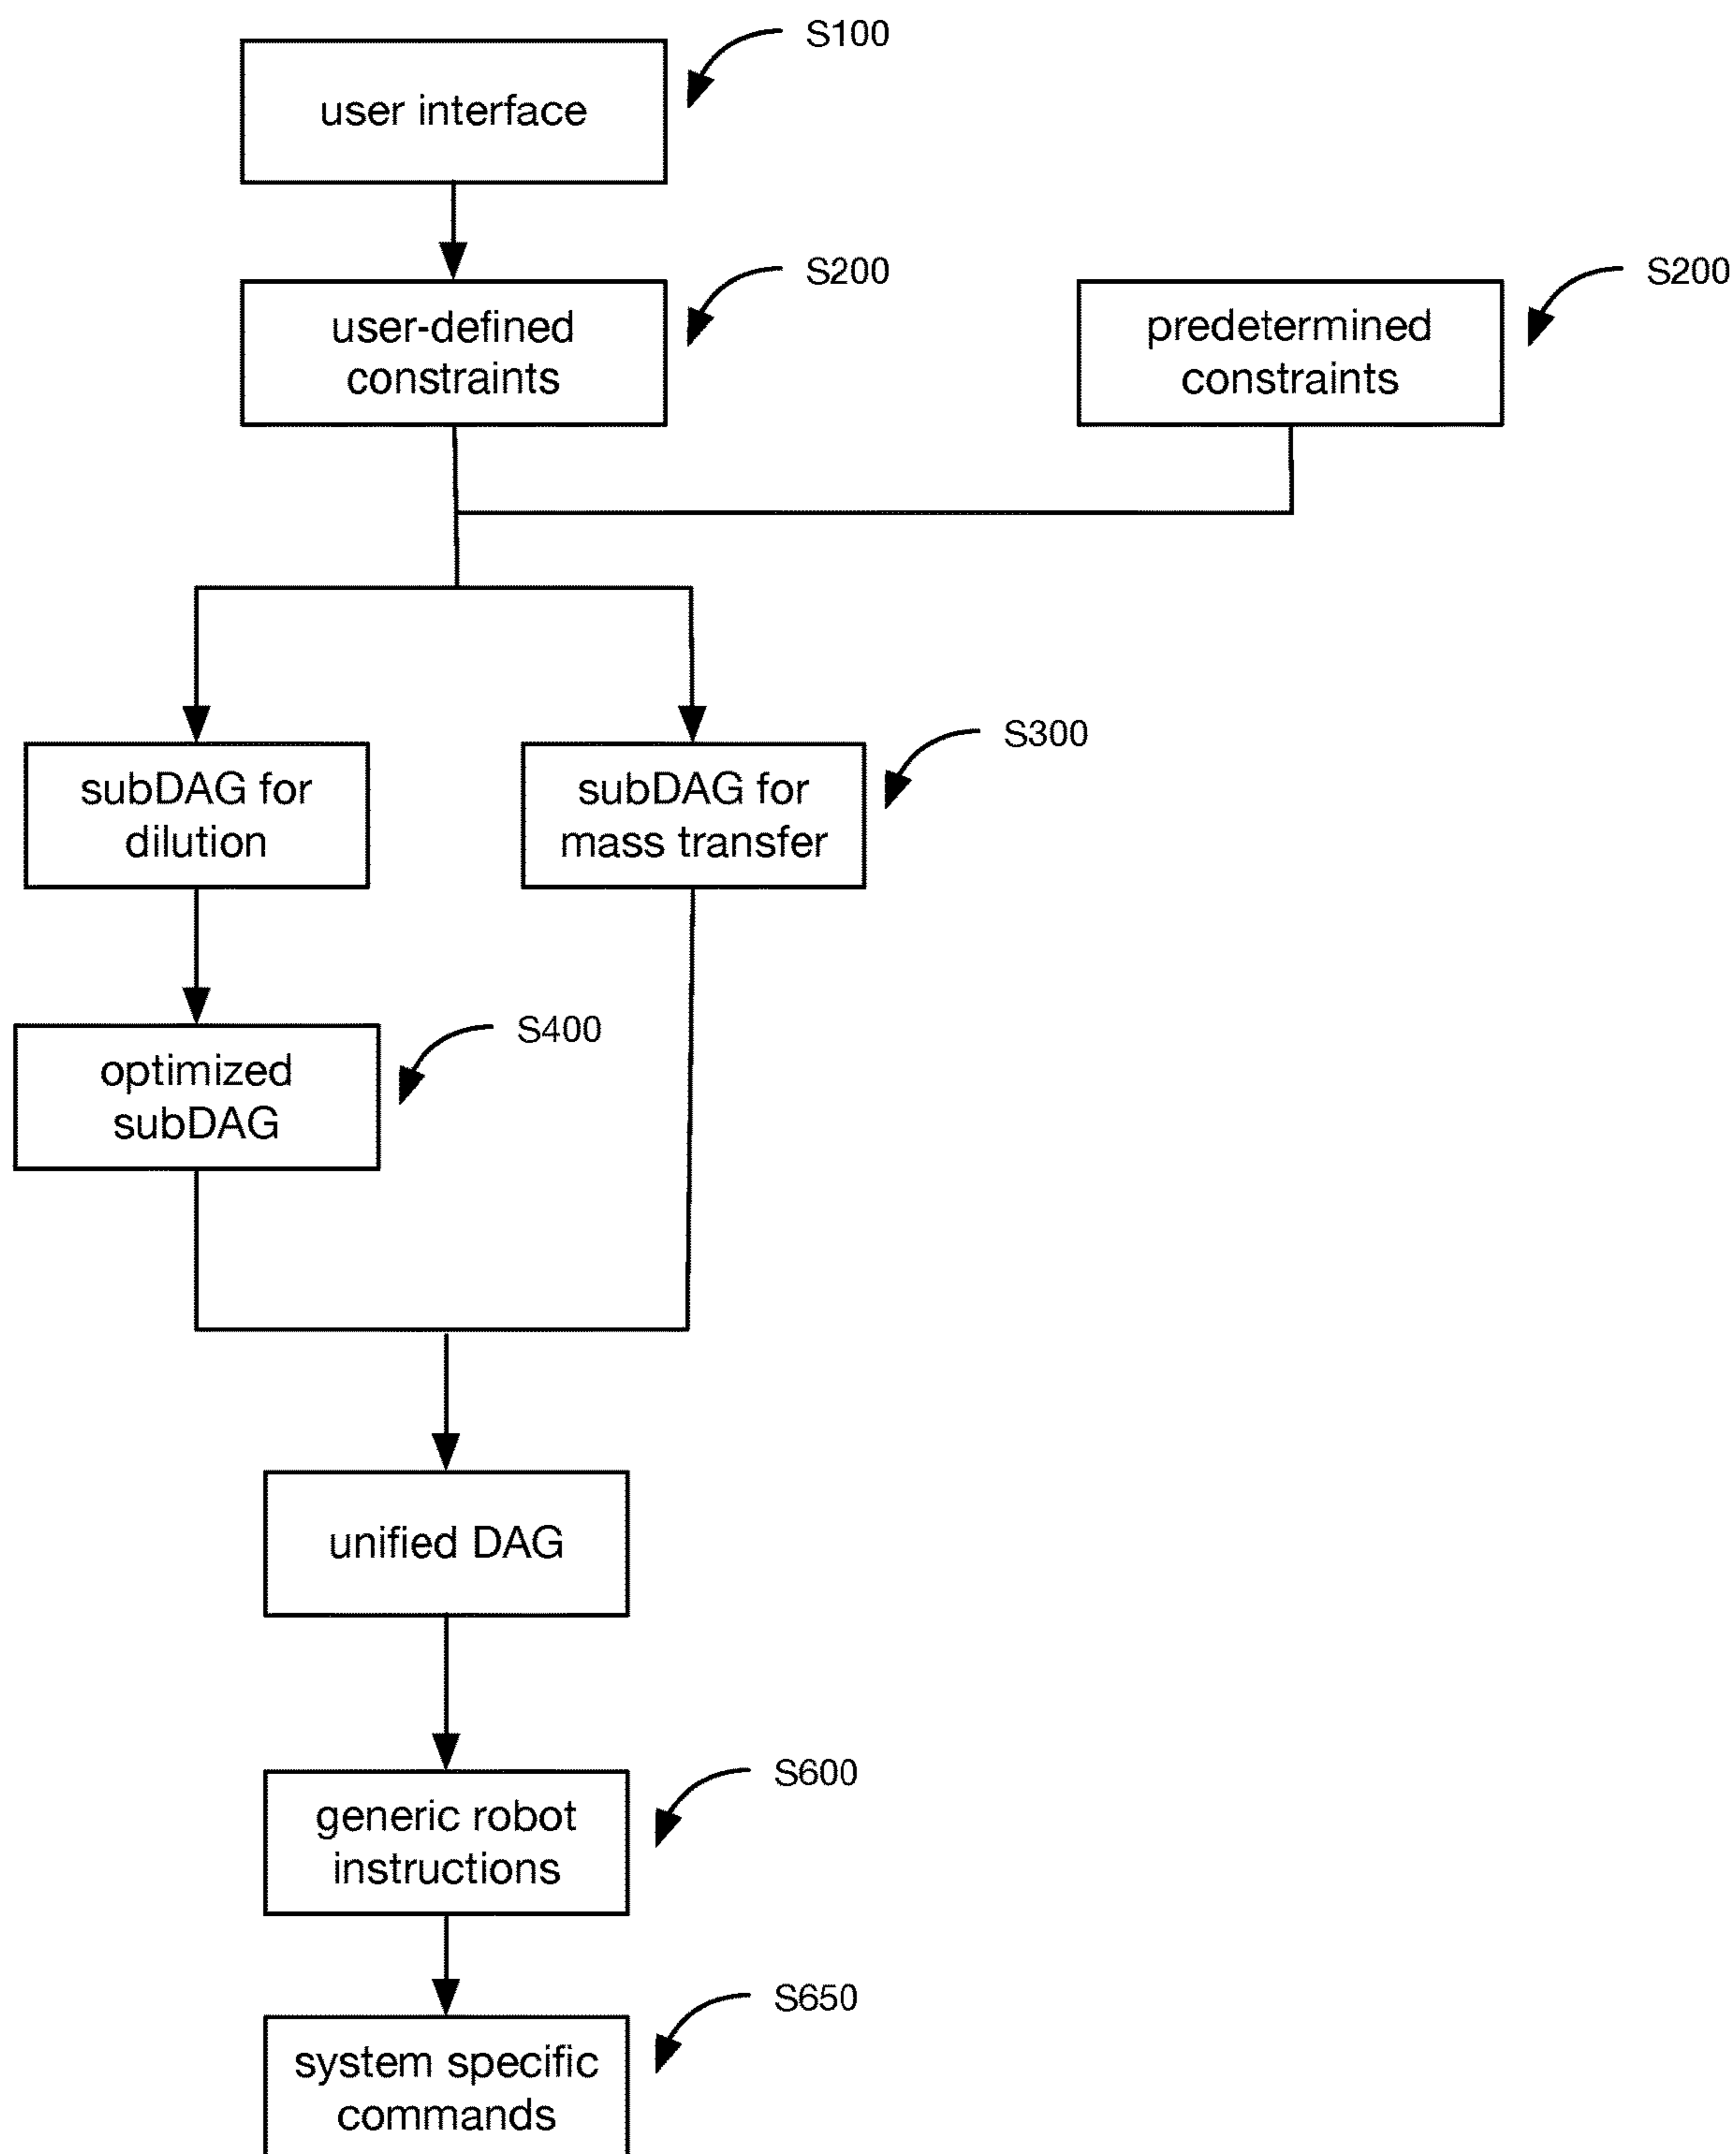 S100
user interface
S200
user-defined
constraints
S200
predetermined
constraints
subDAG for
dilution
subDAG for
mass transfer
S300
optimized
subDAG
S400
unified DAG
generic robot
instructions
S600
system specific
commands
S650